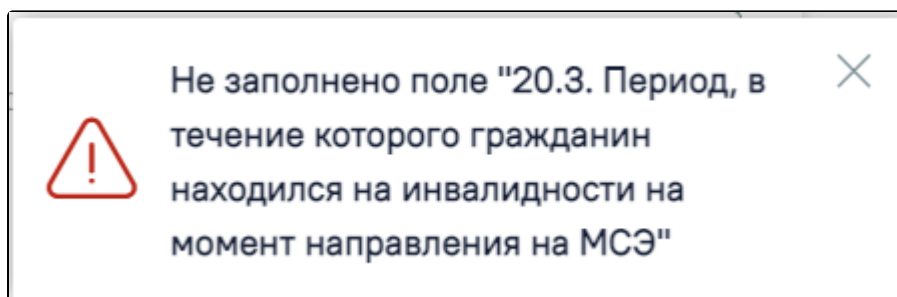 Не заполнено поле "20.3. Период, в
течение которого гражданин
находился на инвалидности на
момент направления на МСЭ"